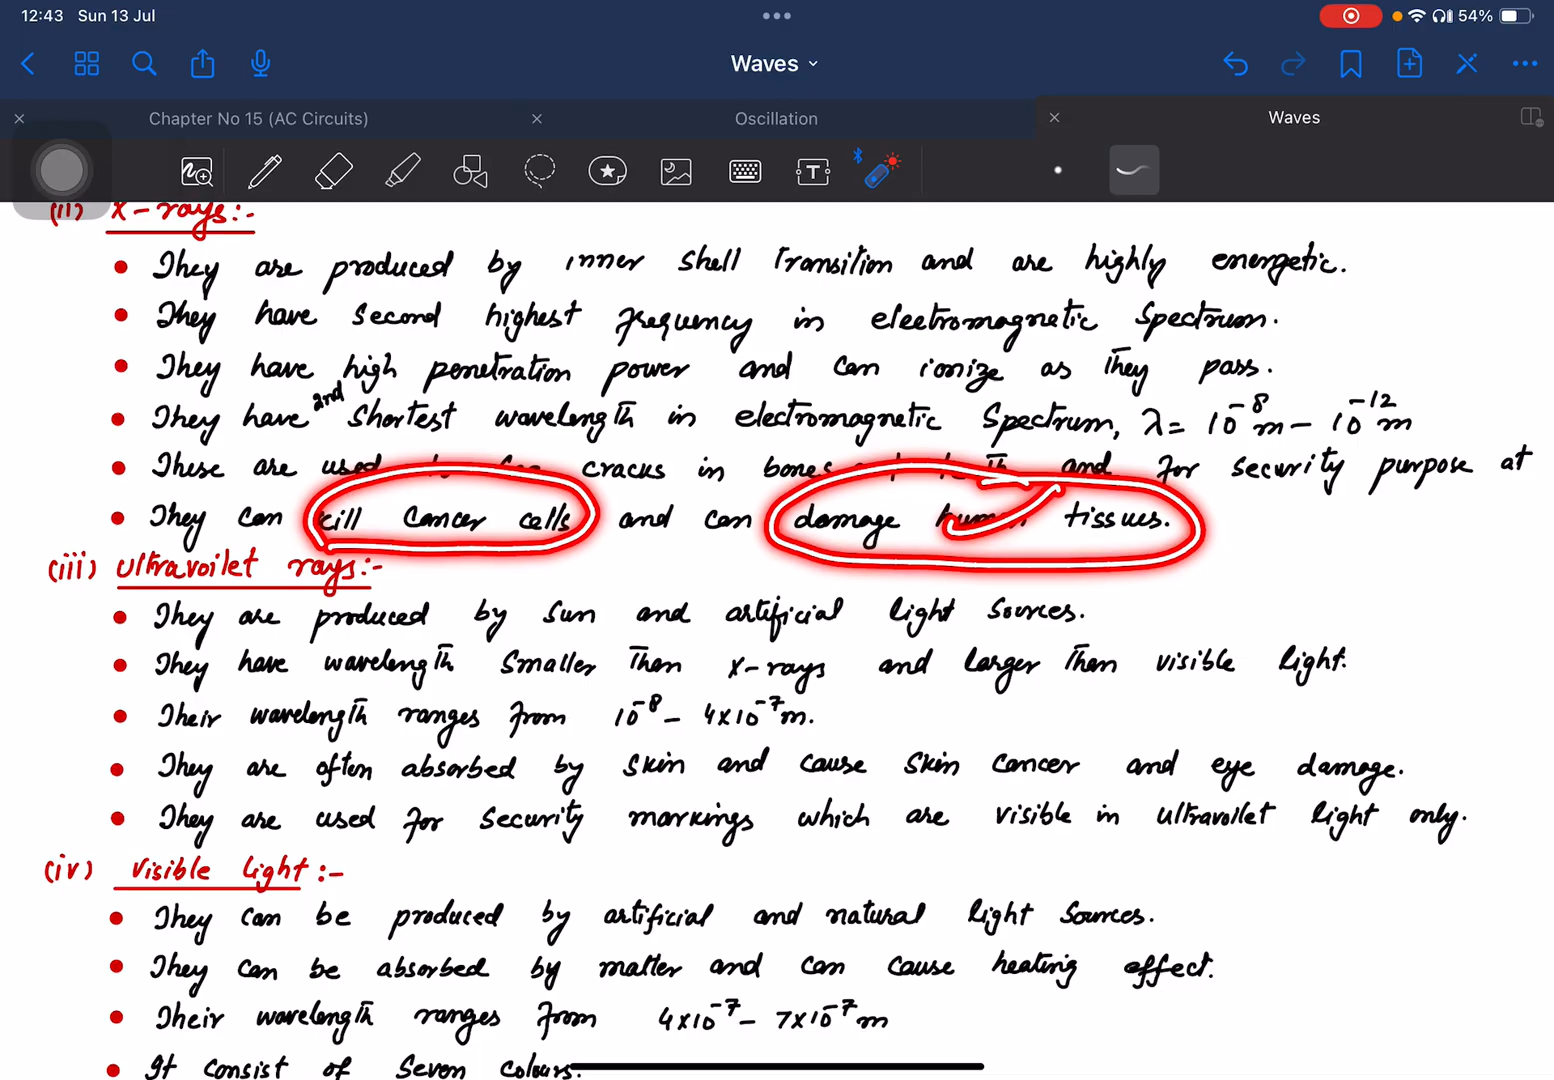 12:43 Sun 13 Jul
54%
Waves
Chapter No 15 (AC Circuits)
Oscillation
Waves
T
(ii) X-rays:-
They are produced by inner shell transition and are highly energetic.
They have second highest frequency in electromagnetic spectrum.
They have high penetration power and can ionize as they pass.
They have 2nd shortest wavelength in electromagnetic spectrum, λ = 10⁻⁸m - 10⁻¹²m
These are used cracks in bones and for security purpose at
They can kill cancer cells and can damage human tissues.
(iii) ultravoilet rays:-
They are produced by sun and artificial light sources.
They have wavelength smaller than x-rays and larger than visible light.
Their wavelength ranges from 10⁻⁸ - 4x10⁻⁷m.
They are often absorbed by skin and cause skin cancer and eye damage.
They are used for security markings which are visible in ultravoilet light only.
(iv) visible light:-
They can be produced by artificial and natural light sources.
They can be absorbed by matter and can cause heating effect.
Their wavelength ranges from 4x10⁻⁷ - 7x10⁻⁷m
It consist of seven colours.